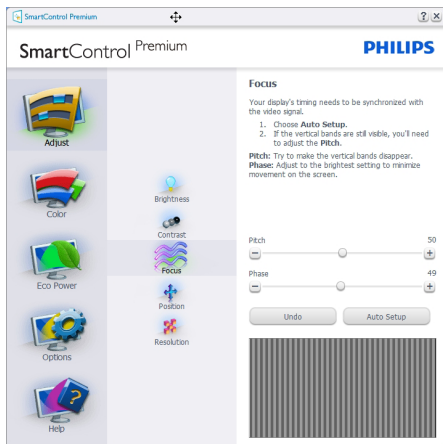 SmartControl Premium
SmartControl Premium
PHILIPS
Adjust
Color
Eco Power
Options
Help
Brightness
Contrast
Focus
Position
Resolution
Focus
Your display's timing needs to be synchronized with
the video signal.
1. Choose Auto Setup.
2. If the vertical bands are still visible, you'll need
to adjust the Pitch.
Pitch: Try to make the vertical bands disappear.
Phase: Adjust to the brightest setting to minimize
movement on the screen.
Pitch 50
Phase 49
Undo Auto Setup